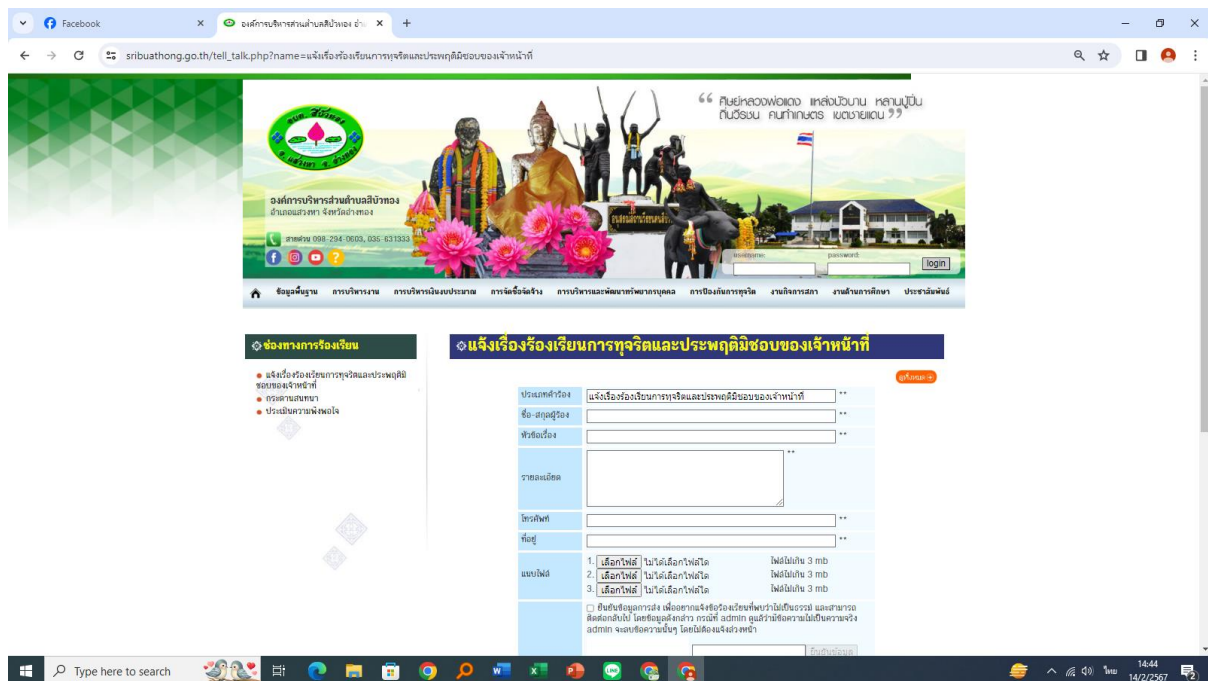 Facebook
องค์การบริหารส่วนตำบลสีบัวทอง อำ
sribuathong.go.th/tell_talk.php?name=แจ้งเรื่องร้องเรียนการทุจริตและประพฤติมิชอบของเจ้าหน้าที่
อบต. สีบัวทอง
อ. แสวงหา จ. อ่างทอง
“ ศิษย์หลวงพ่อแดง แหล่งบัวบาน หลานปู่ปิ่น
ถิ่นวีรชน คนทำเกษตร เขตชายแดน ”
องค์การบริหารส่วนตำบลสีบัวทอง
อำเภอแสวงหา จังหวัดอ่างทอง
สายด่วน 098-294-0603, 035-631333
username:
password:
login
ข้อมูลพื้นฐาน การบริหารงาน การบริหารเงินงบประมาณ การจัดซื้อจัดจ้าง การบริหารและพัฒนาทรัพยากรบุคคล การป้องกันการทุจริต งานกิจการสภา งานด้านการศึกษา ประชาสัมพันธ์
ช่องทางการร้องเรียน
แจ้งเรื่องร้องเรียนการทุจริตและประพฤติมิชอบของเจ้าหน้าที่
แจ้งเรื่องร้องเรียนการทุจริตและประพฤติมิ
ชอบของเจ้าหน้าที่
กระดานสนทนา
ประเมินความพึงพอใจ
ดูทั้งหมด
ประเภทคำร้อง แจ้งเรื่องร้องเรียนการทุจริตและประพฤติมิชอบของเจ้าหน้าที่ **
ชื่อ-สกุลผู้ร้อง **
หัวข้อเรื่อง **
รายละเอียด **
โทรศัพท์ **
ที่อยู่ **
แนบไฟล์
1. เลือกไฟล์ ไม่ได้เลือกไฟล์ใด ไฟล์ไม่เกิน 3 mb
2. เลือกไฟล์ ไม่ได้เลือกไฟล์ใด ไฟล์ไม่เกิน 3 mb
3. เลือกไฟล์ ไม่ได้เลือกไฟล์ใด ไฟล์ไม่เกิน 3 mb
ยืนยันข้อมูลการส่ง เพื่ออยากแจ้งข้อร้องเรียนที่พบว่าไม่เป็นธรรม และสามารถ
ติดต่อกลับไป โดยข้อมูลดังกล่าว กรณีที่ admin ดูแล้วว่ามีข้อความไม่เป็นความจริง
admin จะลบข้อความนั้นๆ โดยไม่ต้องแจ้งล่วงหน้า
ยืนยันข้อมูล
Type here to search
ไทย
14:44
14/2/2567
2